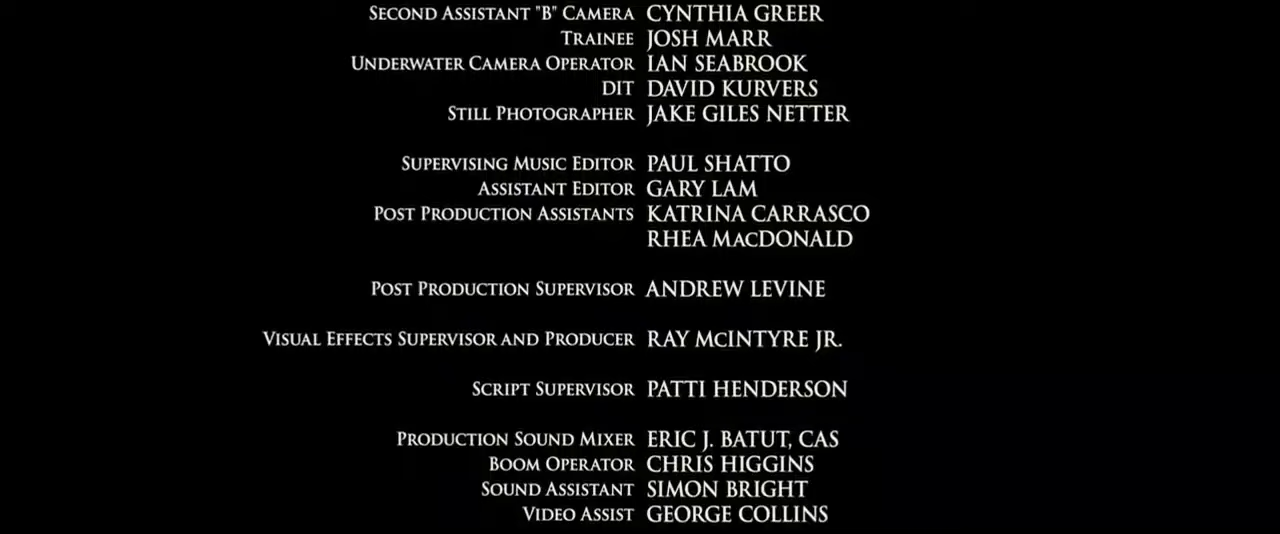 SECOND ASSISTANT "B" CAMERA CYNTHIA GREER
TRAINEE JOSH MARR
UNDERWATER CAMERA OPERATOR IAN SEABROOK
DIT DAVID KURVERS
STILL PHOTOGRAPHER JAKE GILES NETTER
SUPERVISING MUSIC EDITOR PAUL SHATTO
ASSISTANT EDITOR GARY LAM
POST PRODUCTION ASSISTANTS KATRINA CARRASCO
RHEA MACDONALD
POST PRODUCTION SUPERVISOR ANDREW LEVINE
VISUAL EFFECTS SUPERVISOR AND PRODUCER RAY MCINTYRE JR.
SCRIPT SUPERVISOR PATTI HENDERSON
PRODUCTION SOUND MIXER ERIC J. BATUT, CAS
BOOM OPERATOR CHRIS HIGGINS
SOUND ASSISTANT SIMON BRIGHT
VIDEO ASSIST GEORGE COLLINS